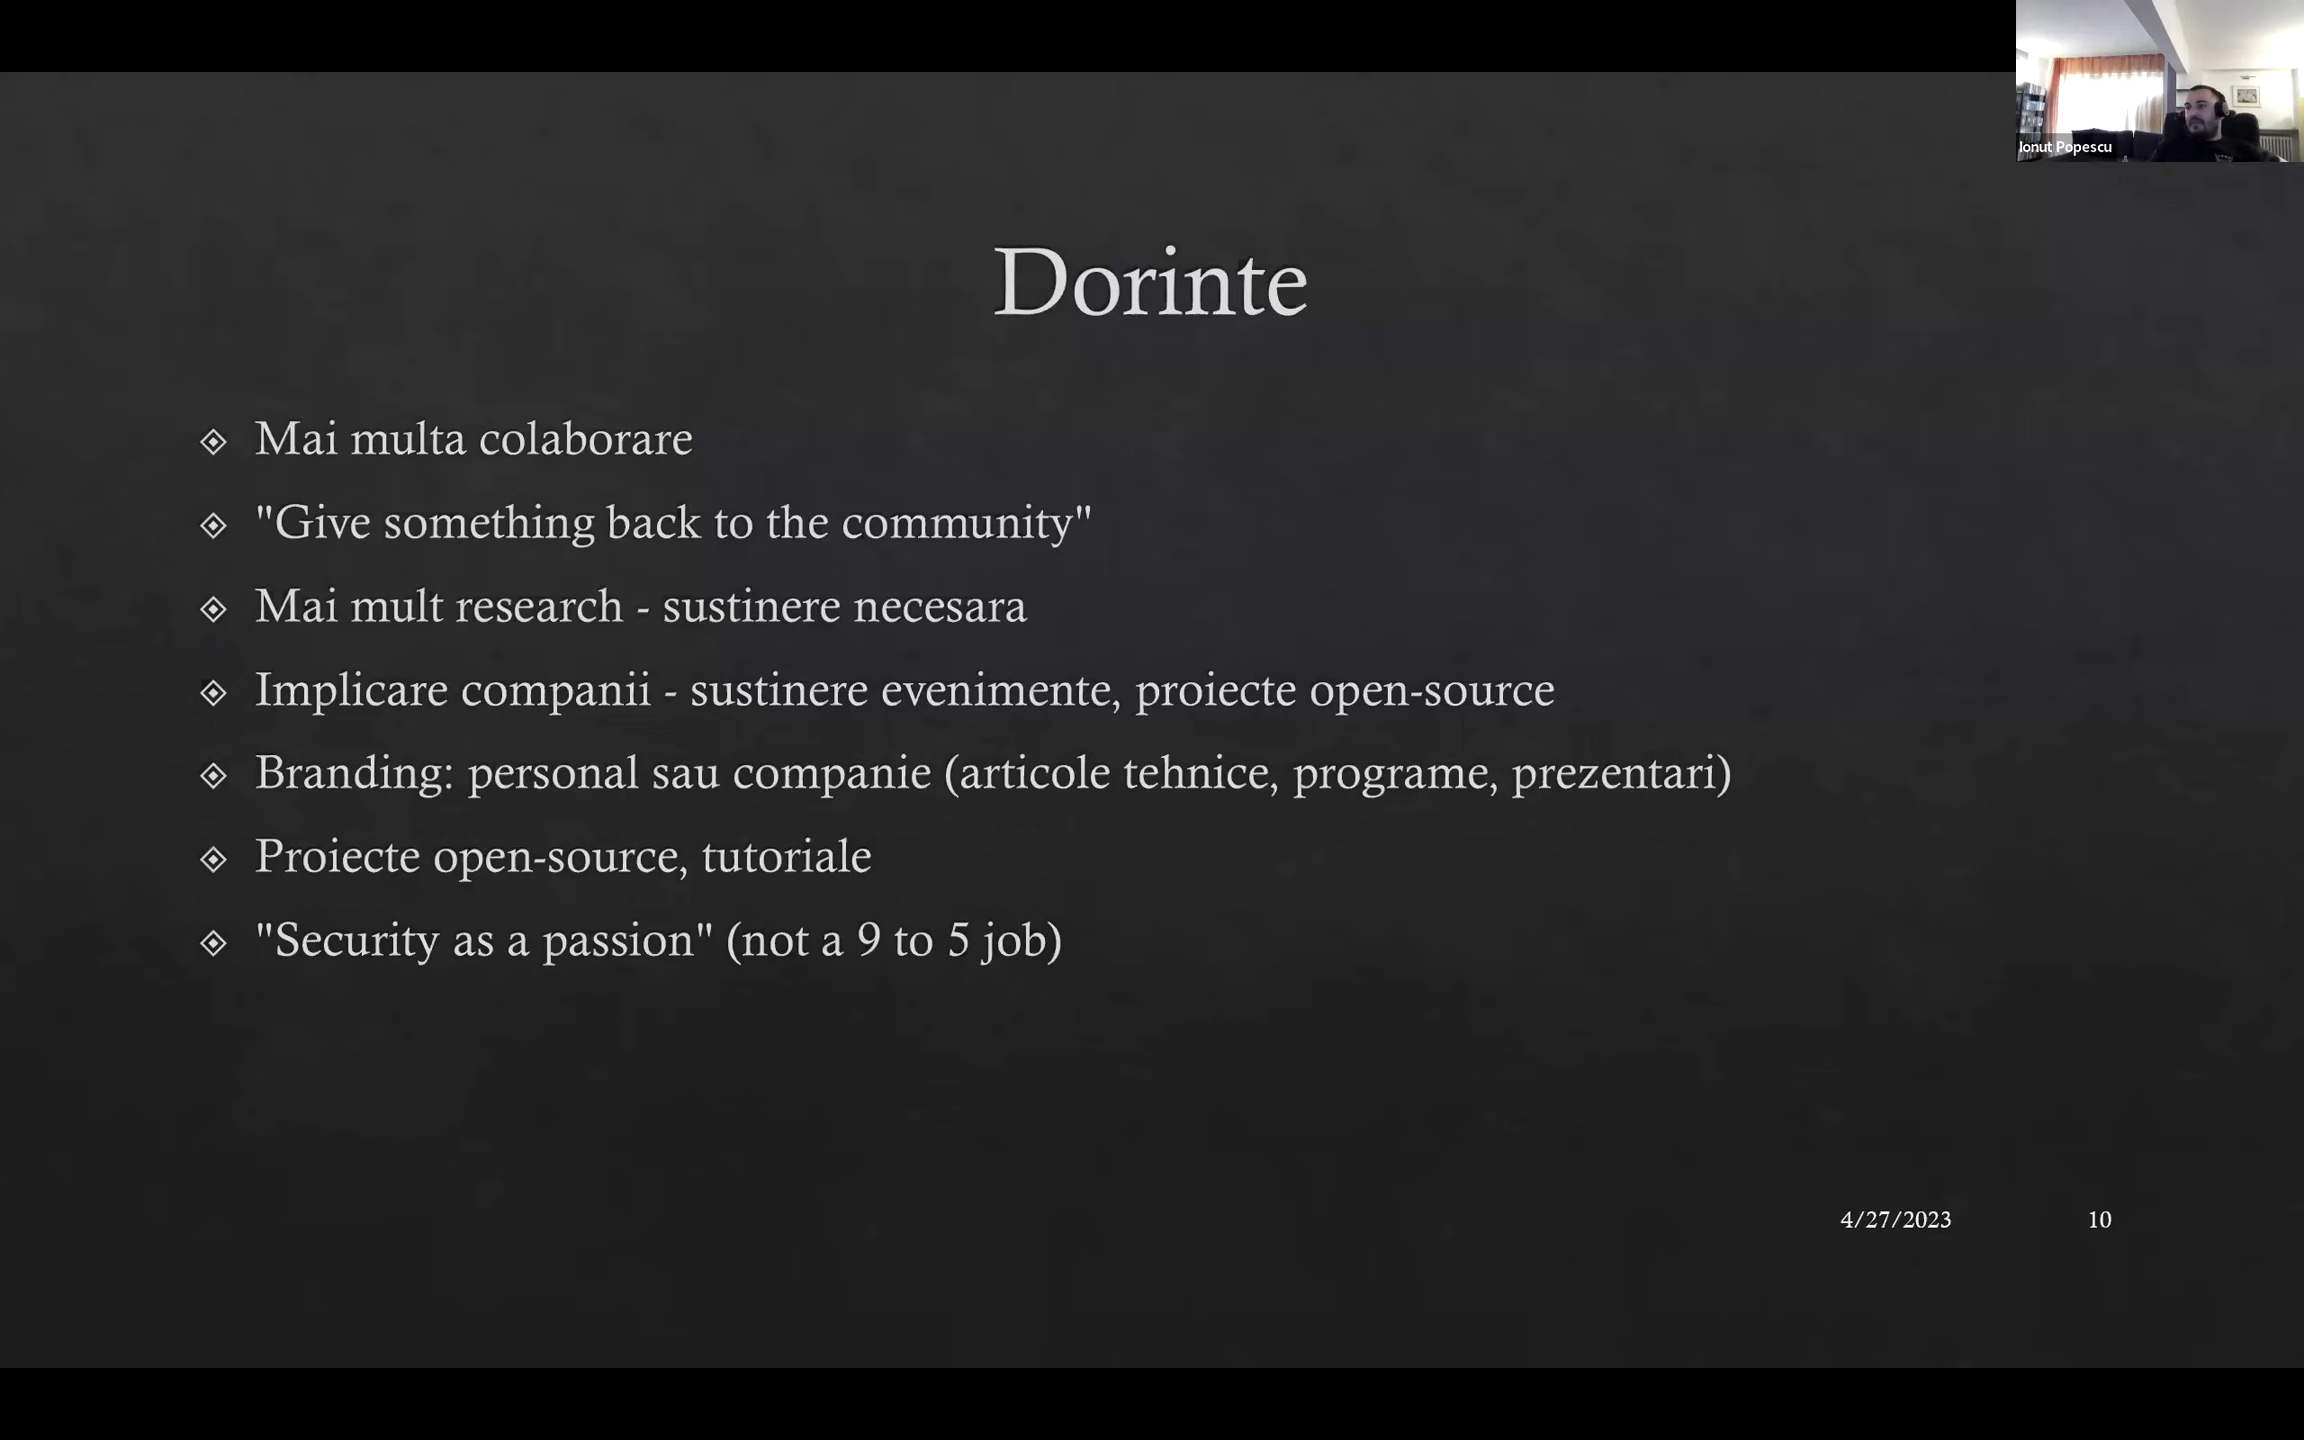 Ionut Popescu
Dorinte
Mai multa colaborare
"Give something back to the community"
Mai mult research - sustinere necesara
Implicare companii - sustinere evenimente, proiecte open-source
Branding: personal sau companie (articole tehnice, programe, prezentari)
Proiecte open-source, tutoriale
"Security as a passion" (not a 9 to 5 job)
4/27/2023 10